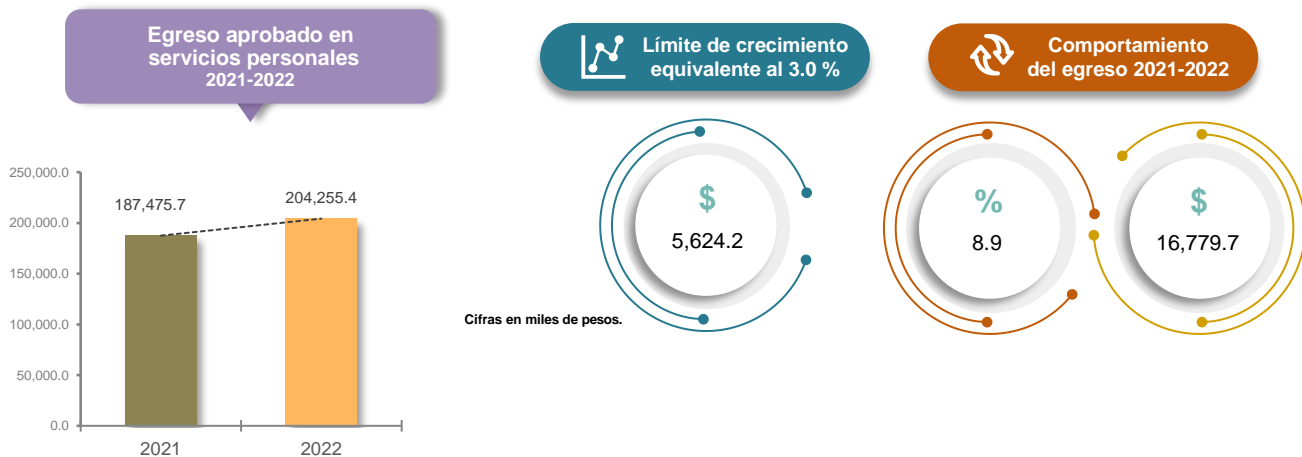 Egreso aprobado en
servicios personales
2021-2022
250,000.0
200,000.0
150,000.0
100,000.0
50,000.0
0.0
187,475.7
204,255.4
2021
2022
Cifras en miles de pesos.
Límite de crecimiento
equivalente al 3.0 %
$
5,624.2
Comportamiento
del egreso 2021-2022
%
8.9
$
16,779.7